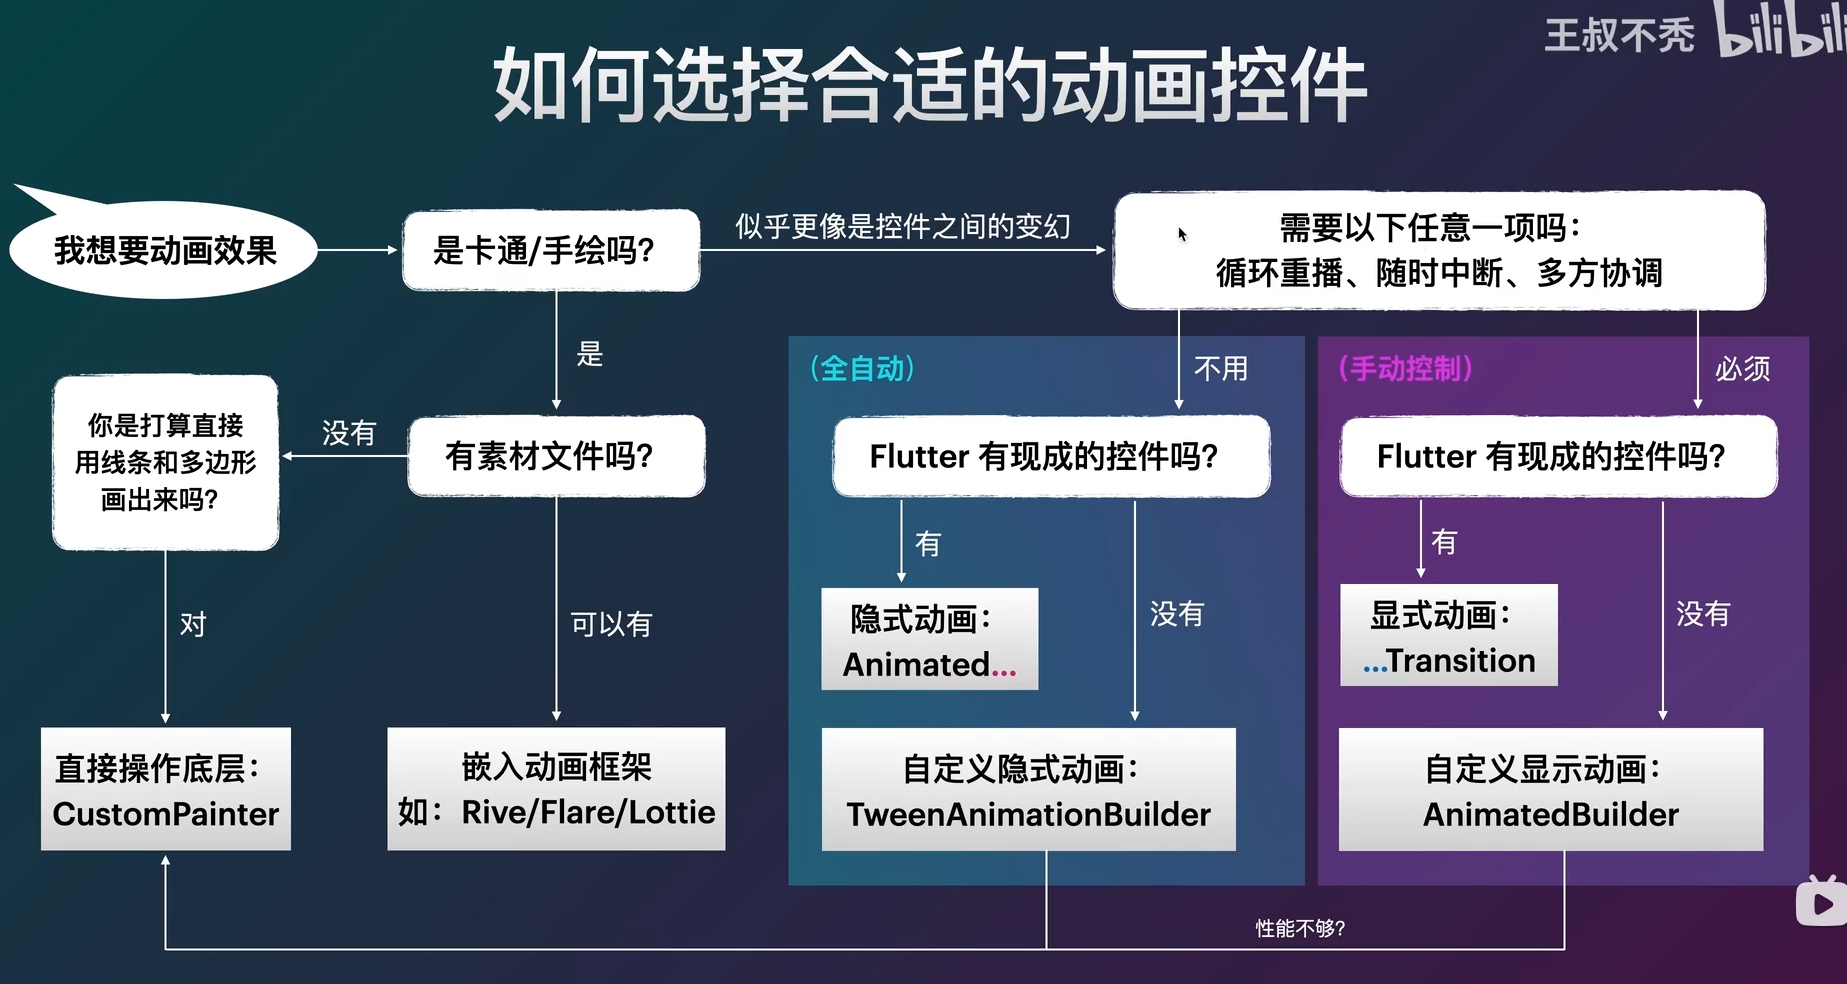 王叔不秃 bilibili
如何选择合适的动画控件
我想要动画效果
是卡通/手绘吗？
似乎更像是控件之间的变幻
需要以下任意一项吗：
循环重播、随时中断、多方协调
是
（全自动）
不用
（手动控制）
必须
你是打算直接
用线条和多边形
画出来吗？
没有
有素材文件吗？
Flutter 有现成的控件吗？
Flutter 有现成的控件吗？
对
可以有
有
没有
有
没有
隐式动画：
Animated...
显式动画：
...Transition
直接操作底层：
CustomPainter
嵌入动画框架
如：Rive/Flare/Lottie
自定义隐式动画：
TweenAnimationBuilder
自定义显示动画：
AnimatedBuilder
性能不够？